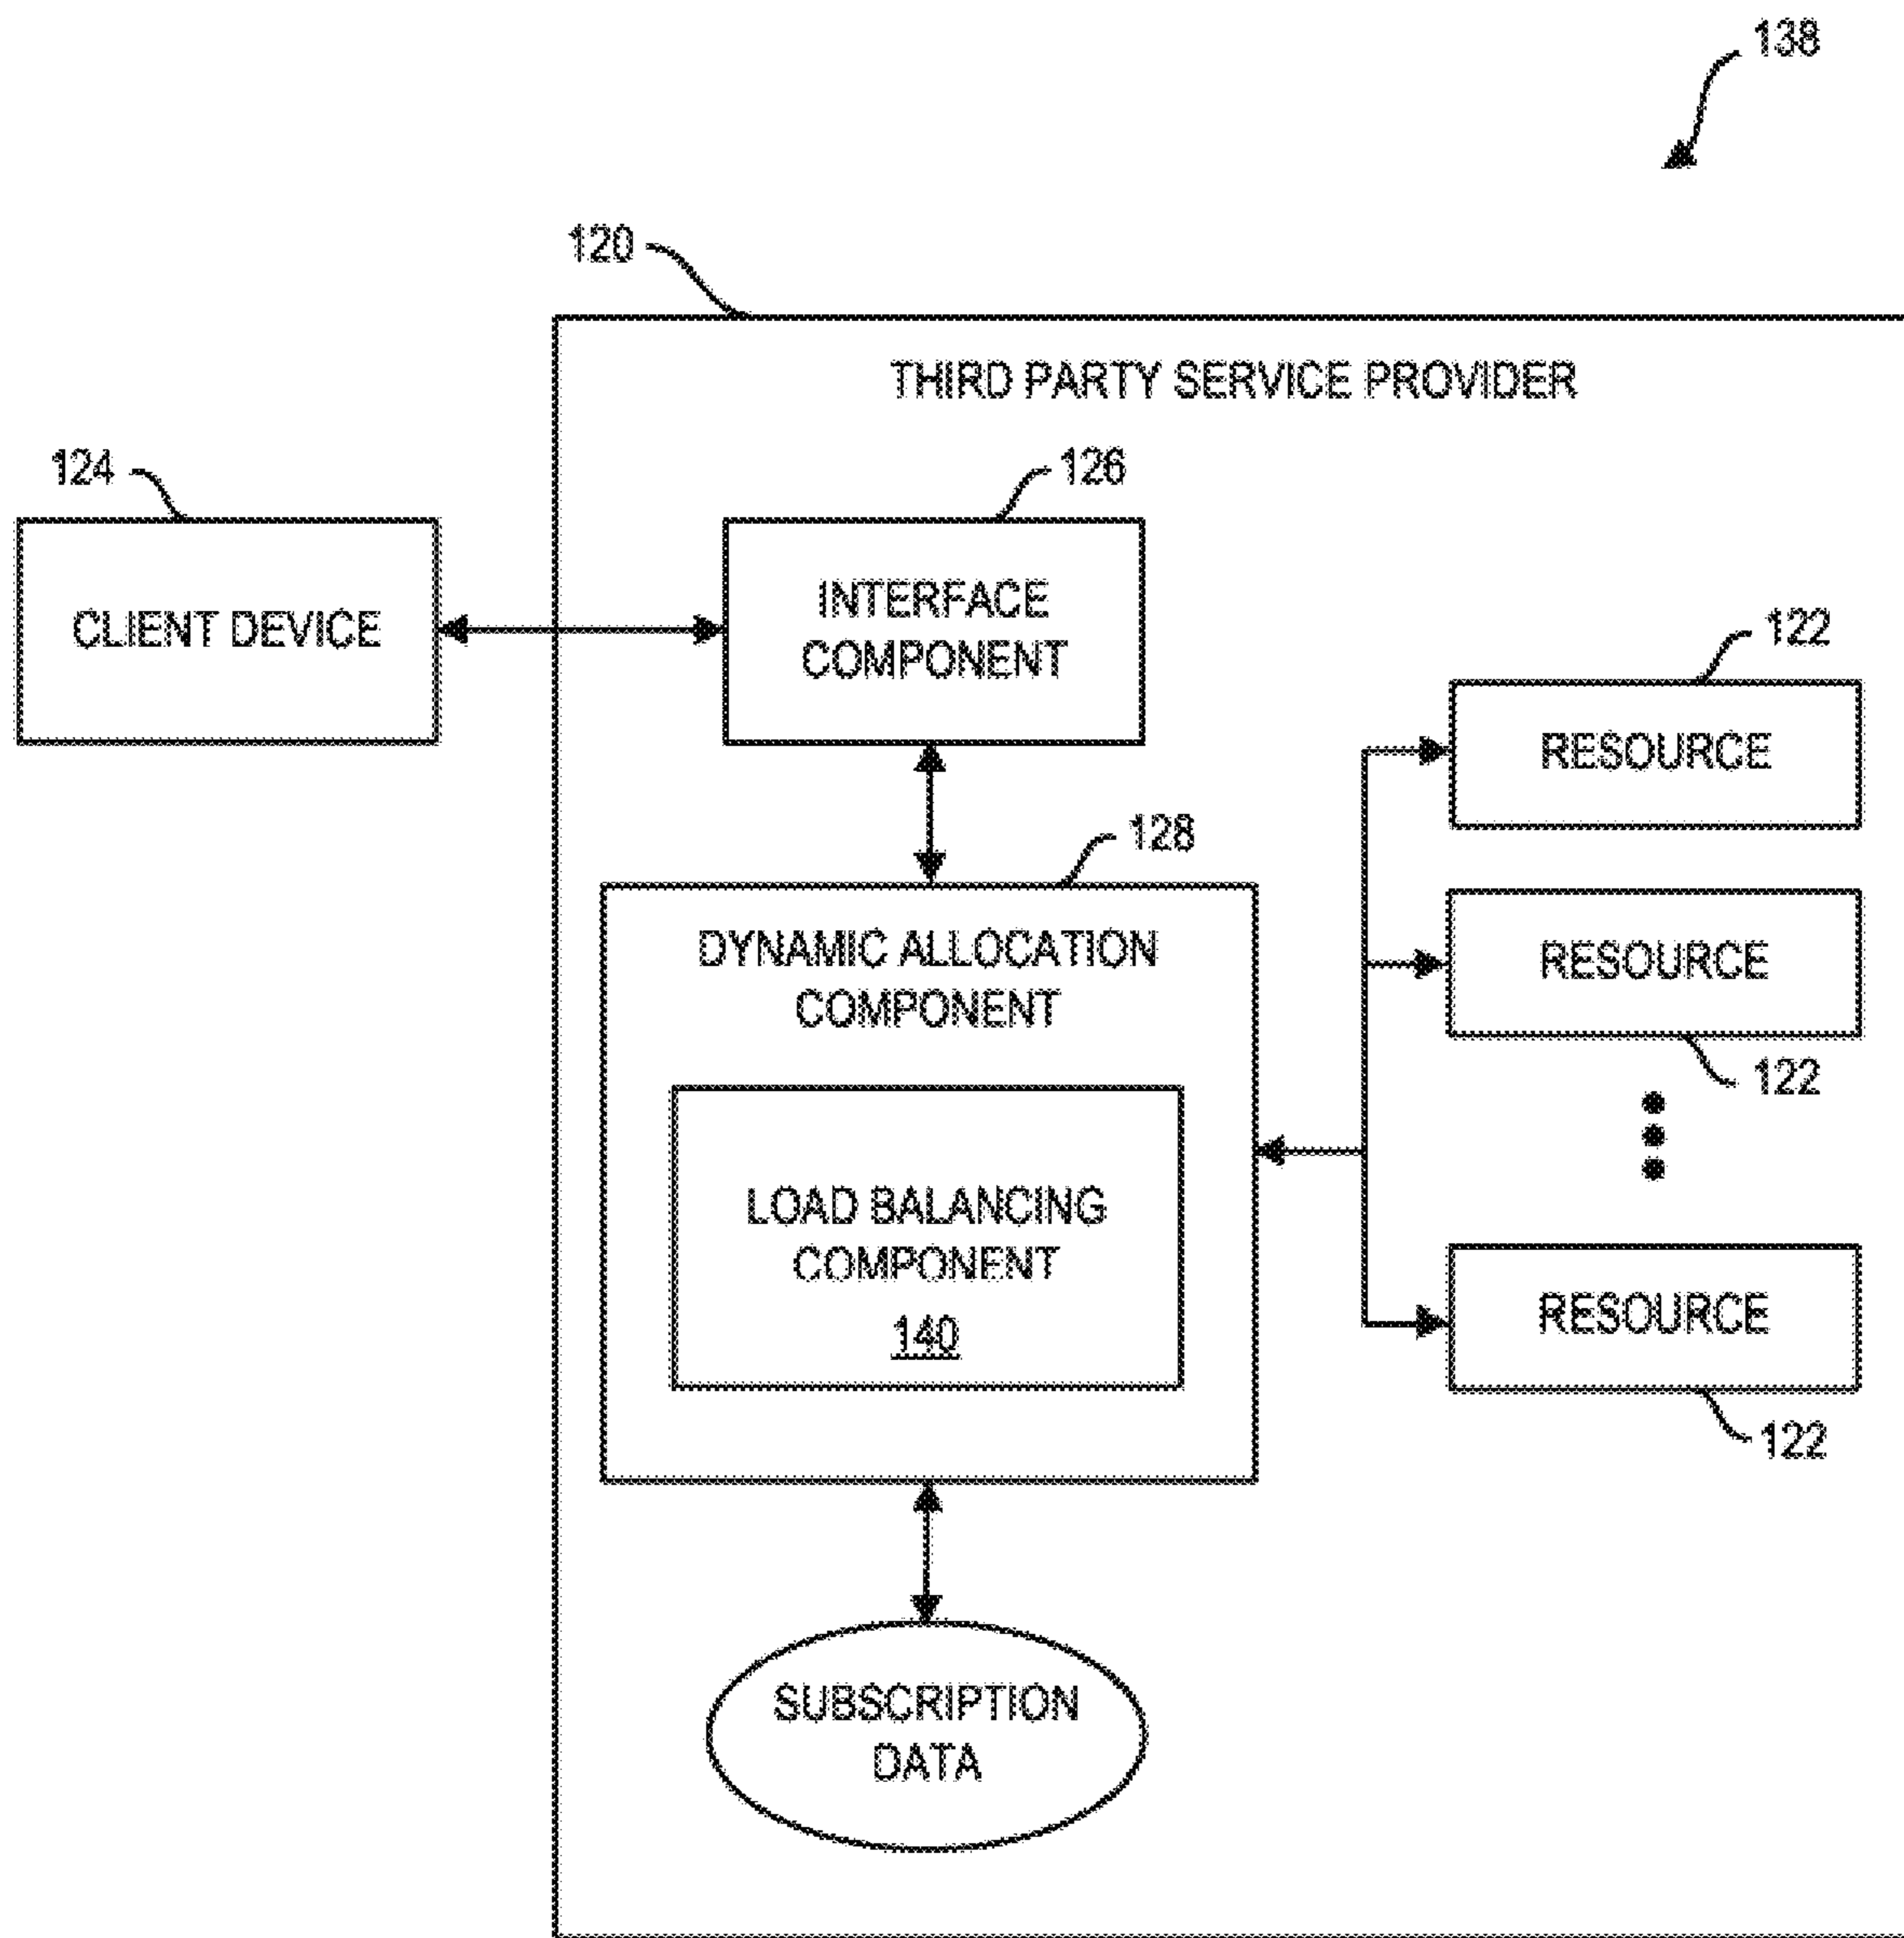 138
120
THIRD PARTY SERVICE PROVIDER
124
126
CLIENT DEVICE
INTERFACE
COMPONENT
122
RESOURCE
128
DYNAMIC ALLOCATION
COMPONENT
RESOURCE
122
LOAD BALANCING
COMPONENT
140
RESOURCE
122
SUBSCRIPTION
DATA